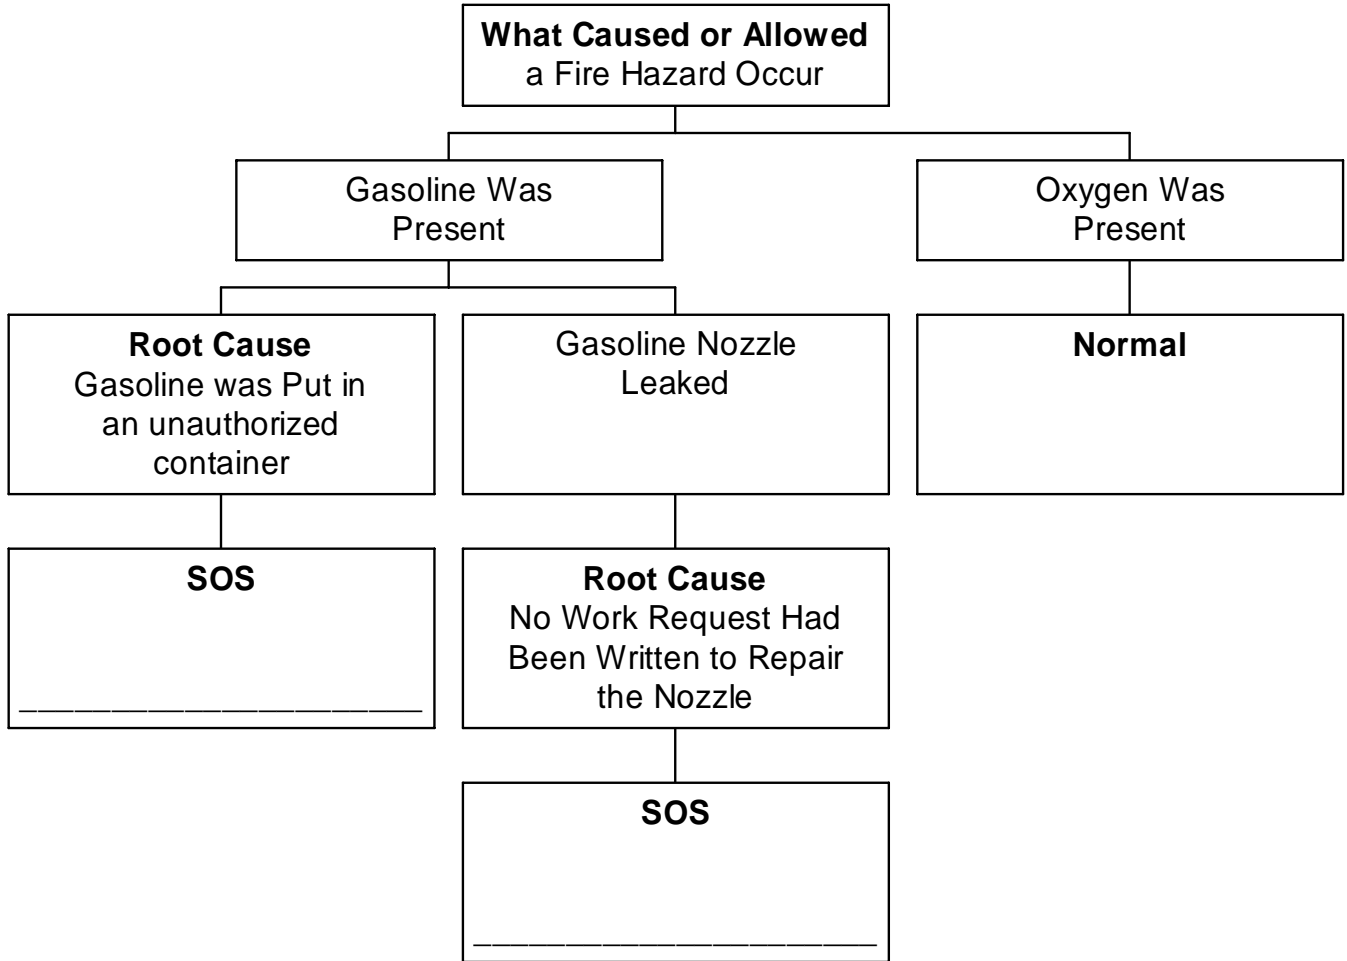 What Caused or Allowed
a Fire Hazard Occur
Gasoline Was
Present
Oxygen Was
Present
Root Cause
Gasoline was Put in
an unauthorized
container
Gasoline Nozzle
Leaked
Normal
SOS
______________________
Root Cause
No Work Request Had
Been Written to Repair
the Nozzle
SOS
______________________